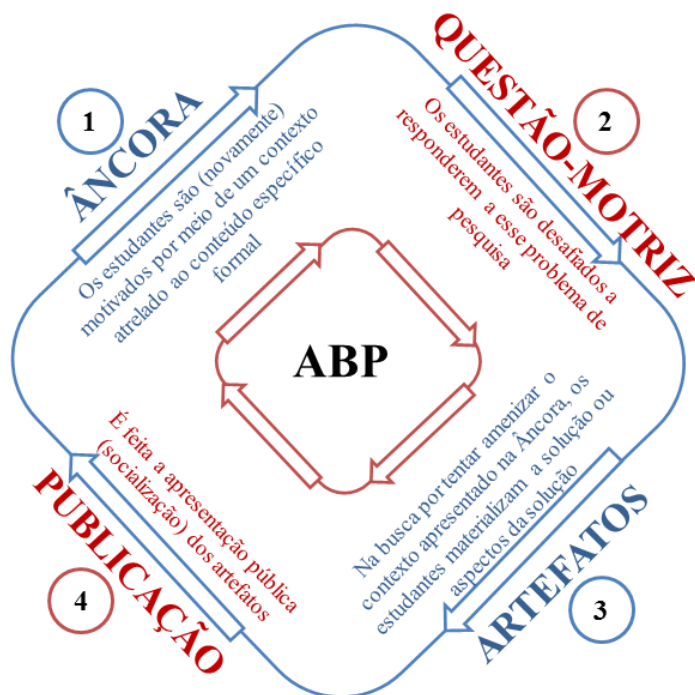 1
ÂNCORA
Os estudantes são (novamente)
motivados por meio de um contexto
atrelado ao conteúdo específico
formal
2
QUESTÃO-MOTRIZ
Os estudantes são desafiados a
responderem a esse problema de
pesquisa
ABP
Na busca por tentar amenizar o
contexto apresentado na Âncora, os
estudantes materializam a solução ou
aspectos da solução
ARTEFATOS
3
É feita a apresentação pública
(socialização) dos artefatos
PUBLICAÇÃO
4